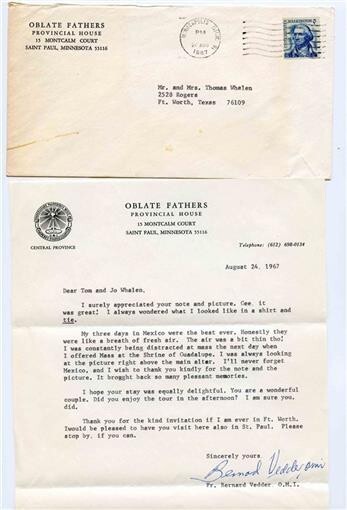 OBLATE FATHERS
PROVINCIAL HOUSE
15 MONTCALM COURT
SAINT PAUL, MINNESOTA 55116
MINNEAPOLIS
PM
1967
Mr. and Mrs. Thomas Whalen
2528 Rogers
Ft. Worth, Texas 76109
OBLATE FATHERS
PROVINCIAL HOUSE
15 MONTCALM COURT
SAINT PAUL, MINNESOTA 55116
CENTRAL PROVINCE
Telephone: (612) 698-0134
August 24, 1967
Dear Tom and Jo Whalen,
I surely appreciated your note and picture. Gee, it
was great! I always wondered what I looked like in a shirt and
tie.
My three days in Mexico were the best ever. Honestly they
were like a breath of fresh air. The air was a bit thin tho!
I was constantly being distracted at mass the next day when
I offered Mass at the Shrine of Guadalupe. I was always looking
at the picture right above the main alter. I'll never forget
Mexico, and I wish to thank you kindly for the note and the
picture. It brought back so many pleasant memories.
I hope your stay was equally delightful. You are a wonderful
couple. Did you enjoy the tour in the afternoon? I am sure you
did.
Thank you for the kind invitation if I am ever in Ft. Worth.
Iwould be pleased to have you visit here also in St. Paul. Please
stop by, if you can.
Sincerely yours
Bernard Vedder omi
Fr. Bernard Vedder O.M.I.